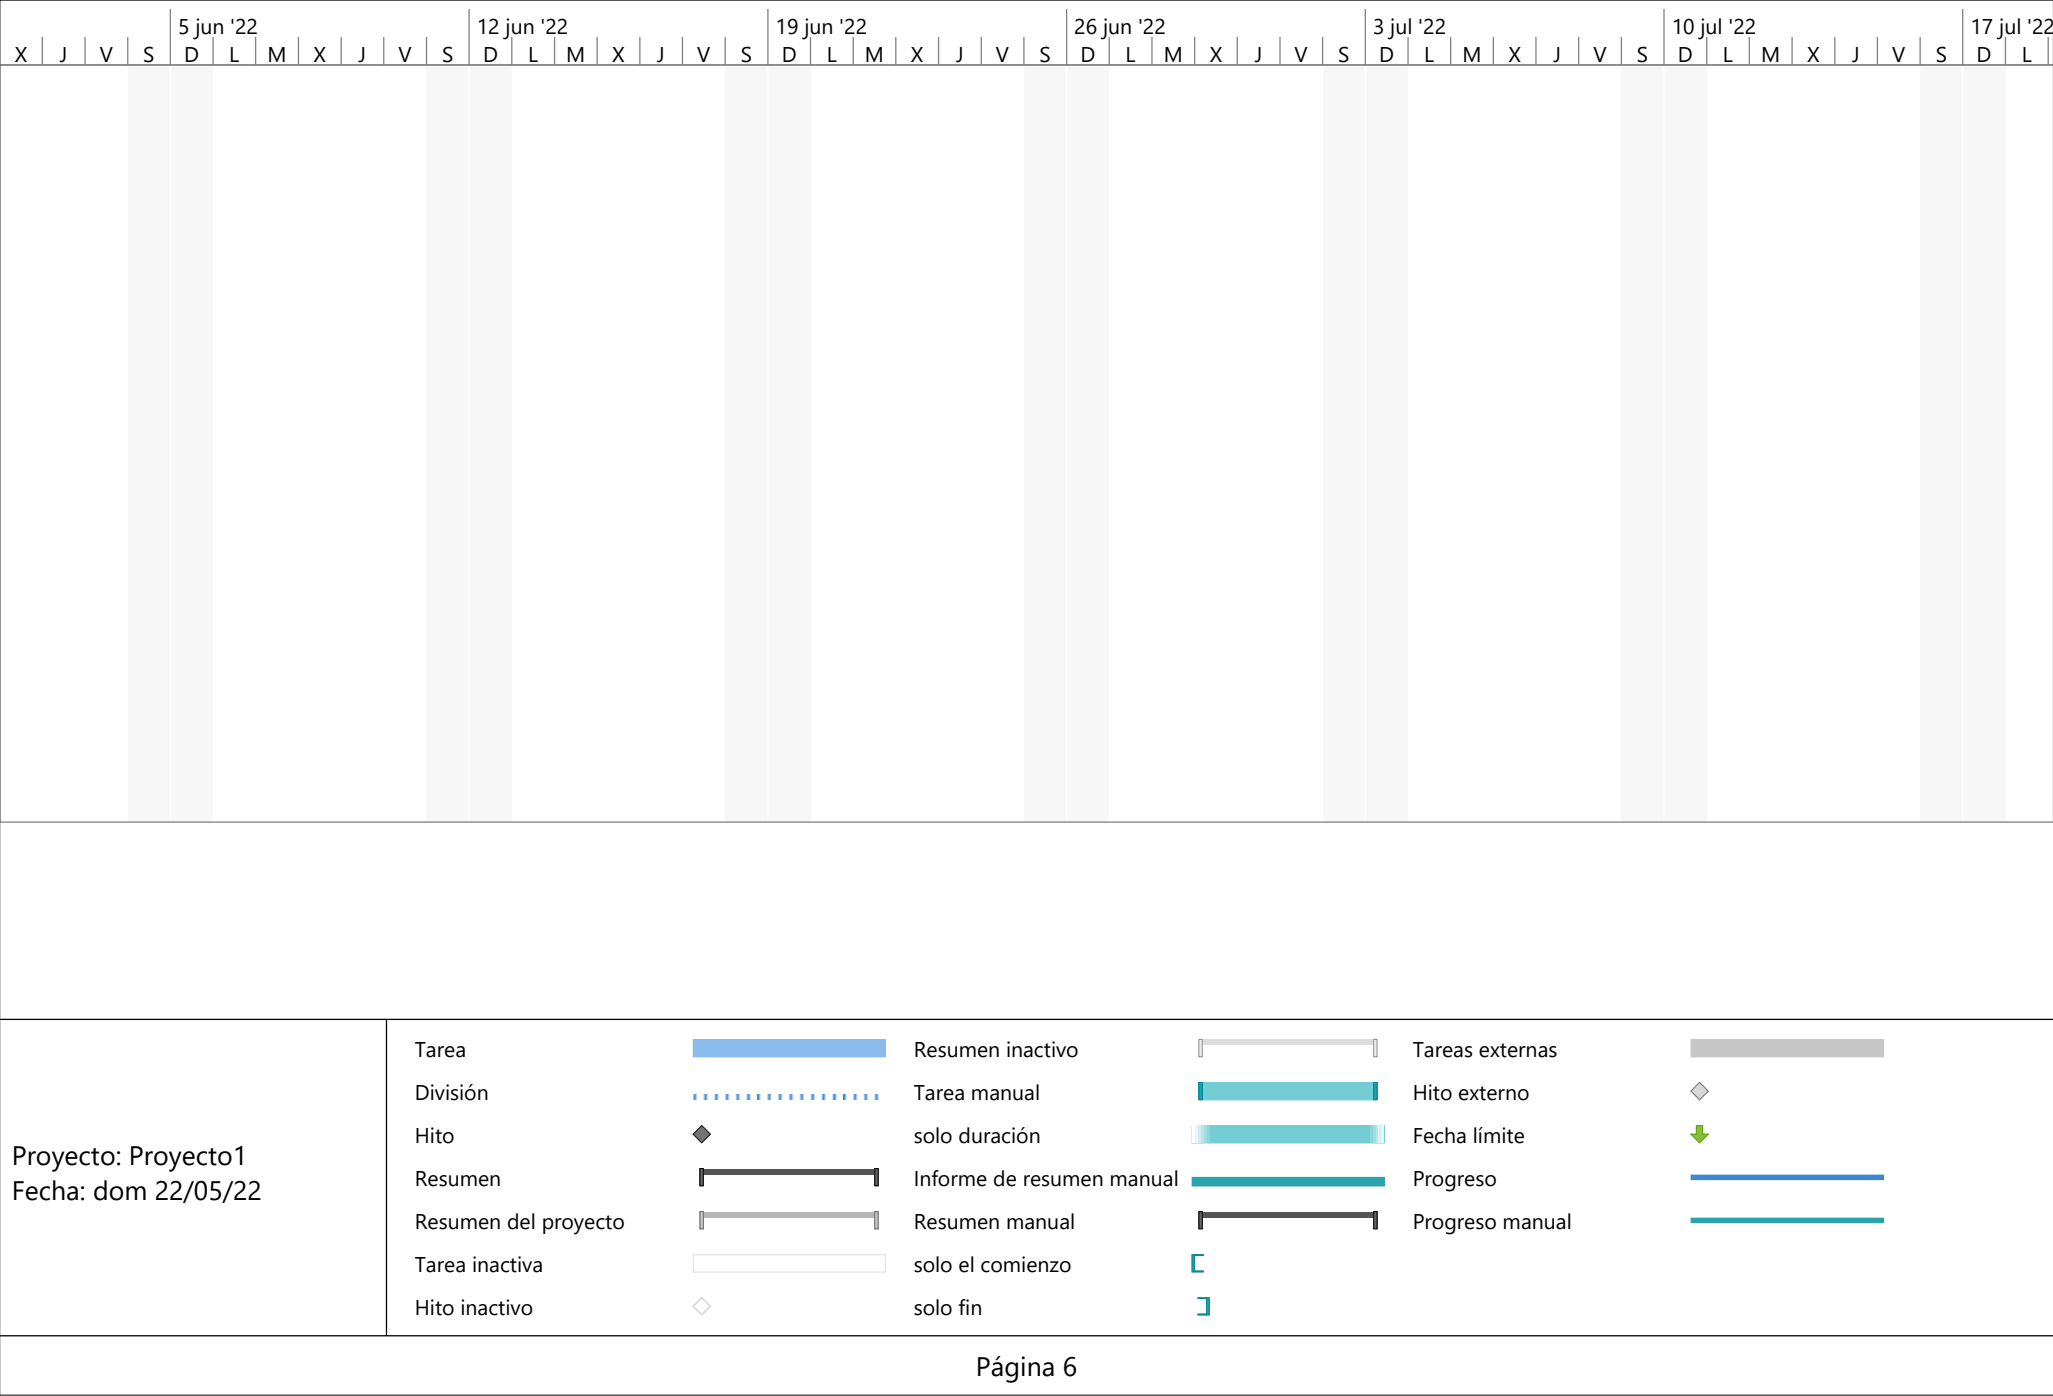 5 jun '22 12 jun '22 19 jun '22 26 jun '22 3 jul '22 10 jul '22 17 jul '22
X J V S D L M X J V S D L M X J V S D L M X J V S D L M X J V S D L M X J V S D L M X J V S D L
Tarea Resumen inactivo Tareas externas
División Tarea manual Hito externo
Hito solo duración Fecha límite
Proyecto: Proyecto1
Fecha: dom 22/05/22
Resumen Informe de resumen manual Progreso
Resumen del proyecto Resumen manual Progreso manual
Tarea inactiva solo el comienzo
Hito inactivo solo fin
Página 6